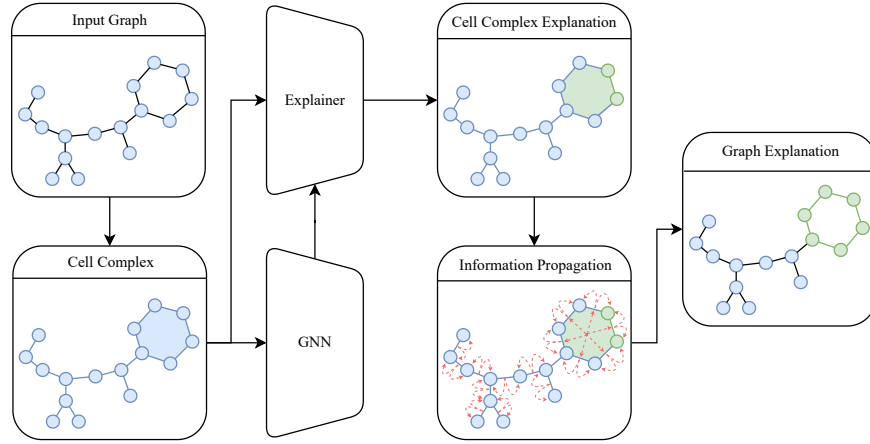 Input Graph
Explainer
Cell Complex Explanation
Graph Explanation
Cell Complex
GNN
Information Propagation